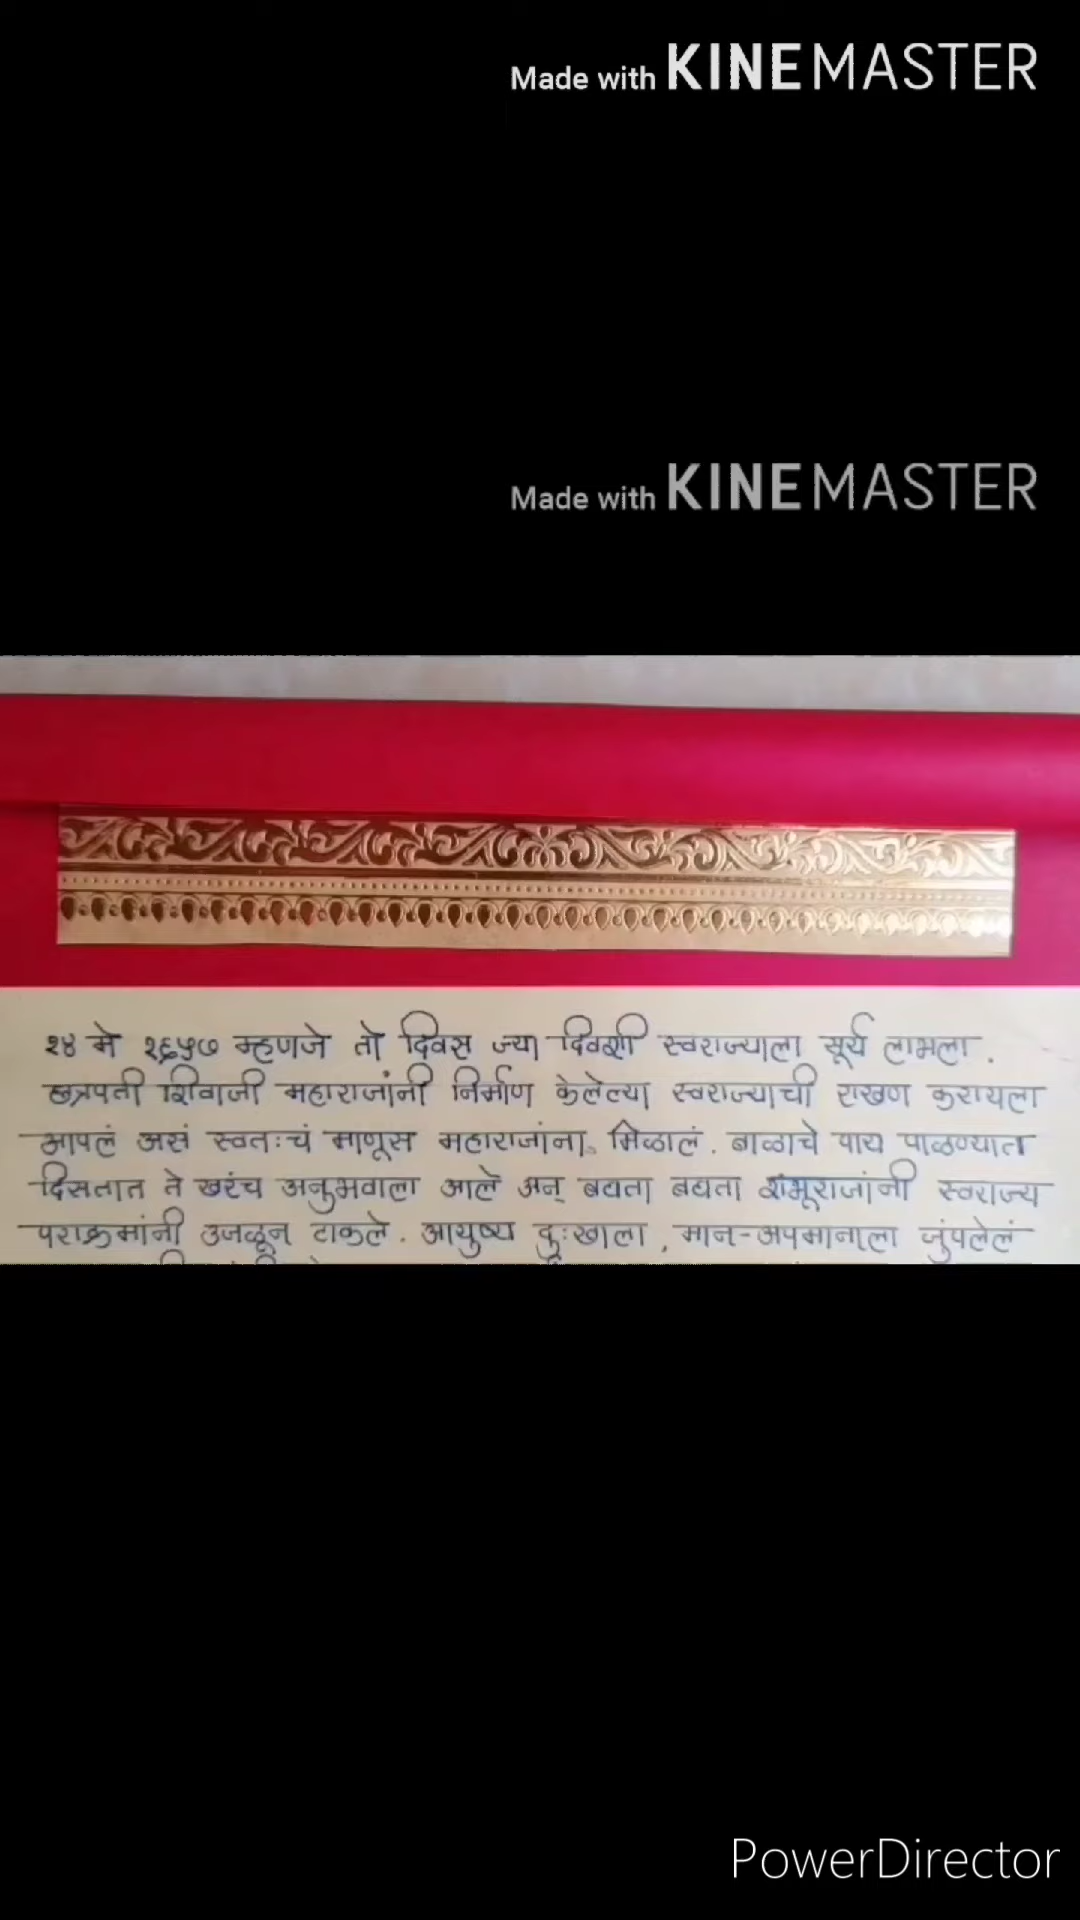 Made with KINEMASTER
Made with KINEMASTER
१४ मे १६५७ म्हणजे तो दिवस ज्या दिवशी स्वराज्याला सूर्य लाभला.
छत्रपती शिवाजी महाराजांनी निर्माण केलेल्या स्वराज्याची राखण करायला
आपलं असं स्वतःचं माणूस महाराजांना मिळालं. बाळाचे पाय पाळण्यात
दिसतात ते खरंच अनुभवाला आले अन् बघता बघता शंभूराजांनी स्वराज्य
पराक्रमांनी उजळून टाकले. आयुष्य दुःखाला, मान-अपमानाला जुंपलेलं
PowerDirector